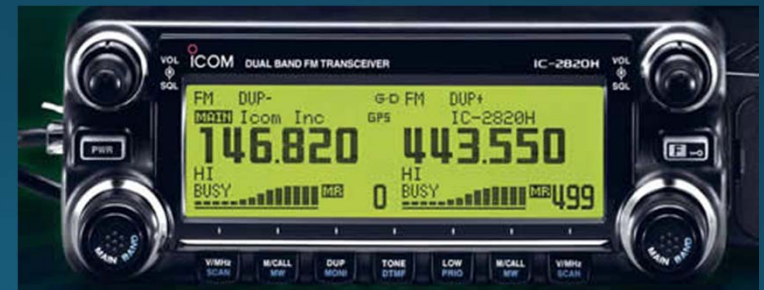 VOL
SQL
ICOM DUAL BAND FM TRANSCEIVER IC-2820H
VOL
SQL
FM DUP- G-D FM DUP+
MAIN Icom Inc GPS IC-2820H
146.820 443.550
HI HI
BUSY MR 0 BUSY MR 499
PWR
F
MAIN BAND
MAIN BAND
V/MHz M/CALL DUP TONE LOW M/CALL V/MHz
SCAN MW MONI DTMF PRIO MW SCAN